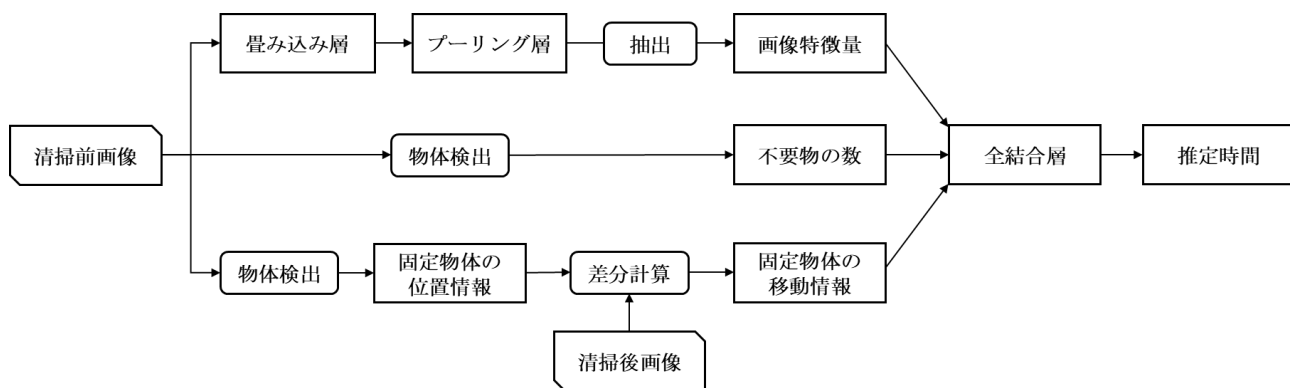 畳み込み層
プーリング層
抽出
画像特徴量
清掃前画像
物体検出
不要物の数
全結合層
推定時間
物体検出
固定物体の
位置情報
差分計算
固定物体の
移動情報
清掃後画像